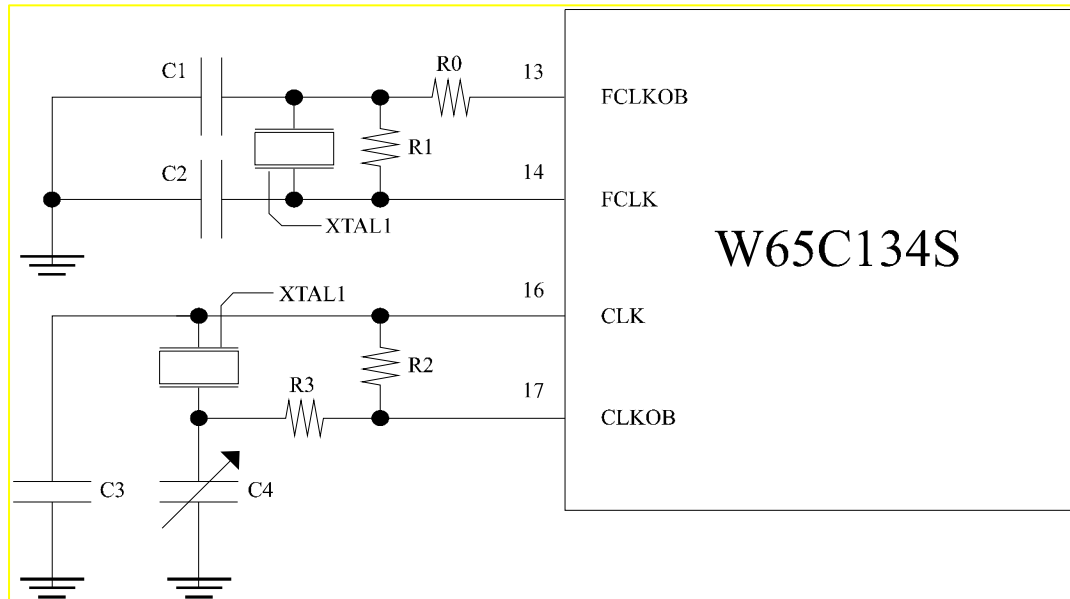 C1
R0
13
FCLKOB
R1
C2
14
FCLK
XTAL1
W65C134S
XTAL1
16
CLK
R2
R3
17
CLKOB
C3
C4